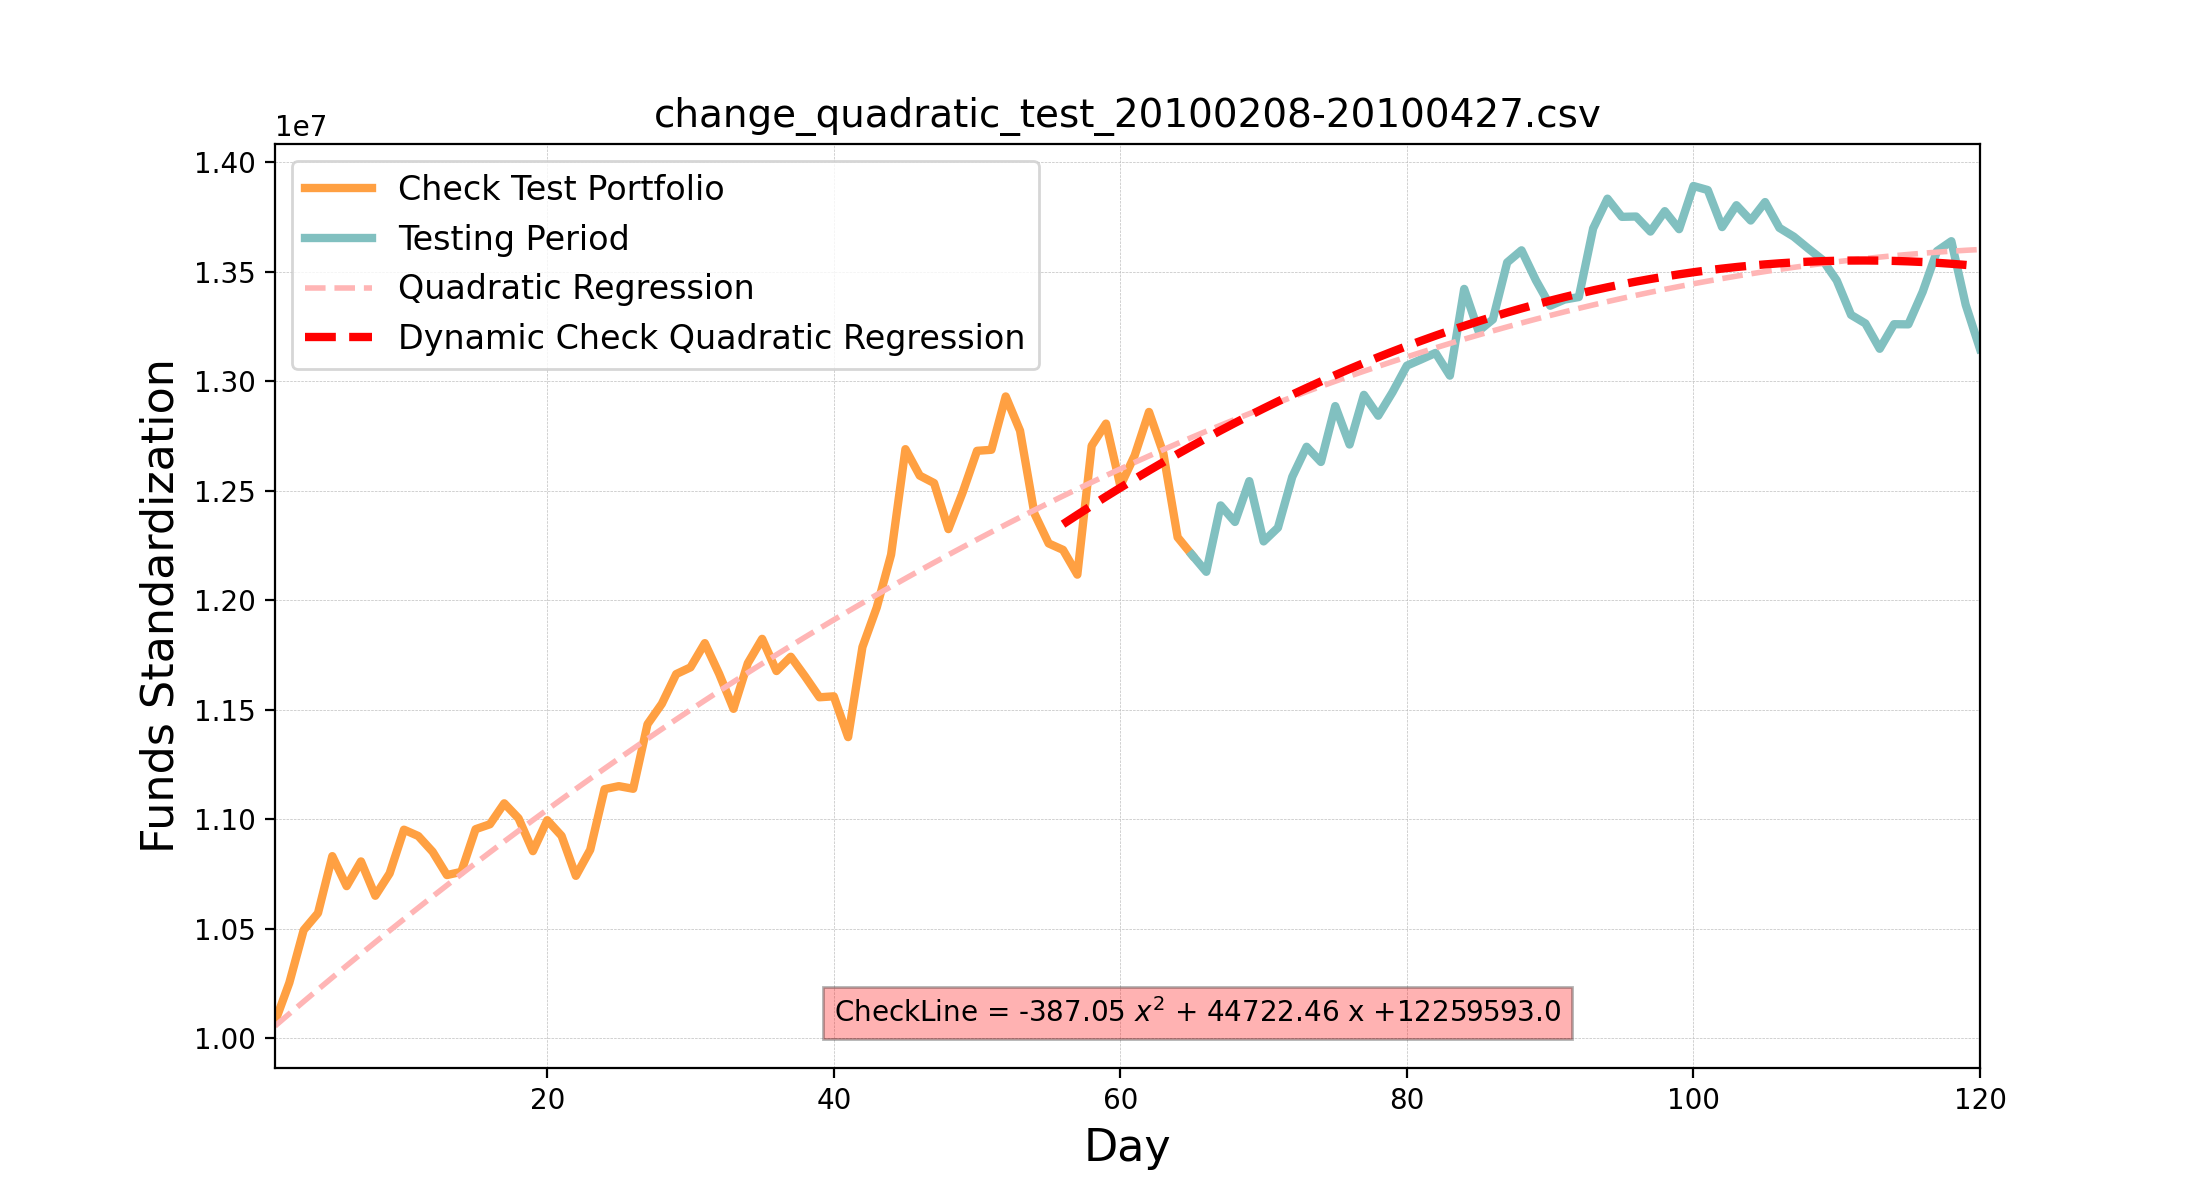 change_quadratic_test_20100208-20100427.csv
1e7
Check Test Portfolio
Testing Period
Quadratic Regression
Dynamic Check Quadratic Regression
1.40
1.35
1.30
1.25
1.20
1.15
1.10
1.05
1.00
Funds Standardization
CheckLine = -387.05 x² + 44722.46 x +12259593.0
20 40 60 80 100 120
Day